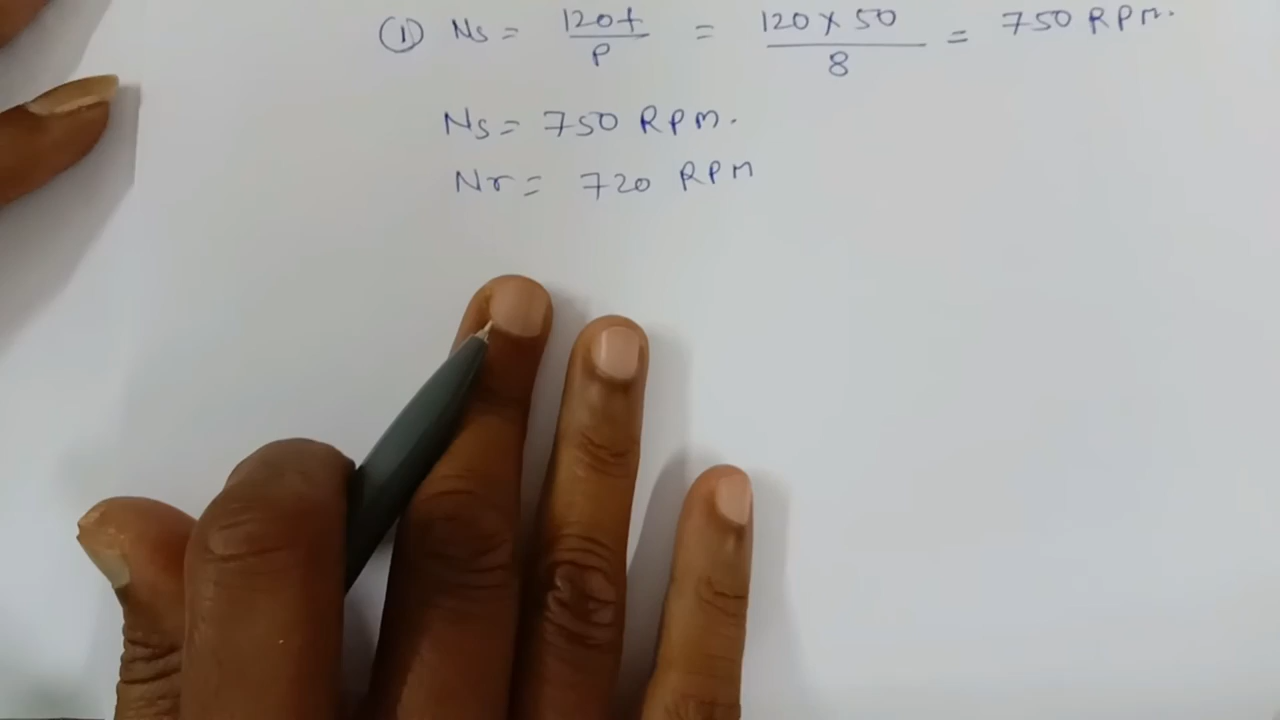 ① Ns = 120f / P = 120 × 50 / 8 = 750 RPm.
Ns = 750 RPm.
Nr = 720 RPM